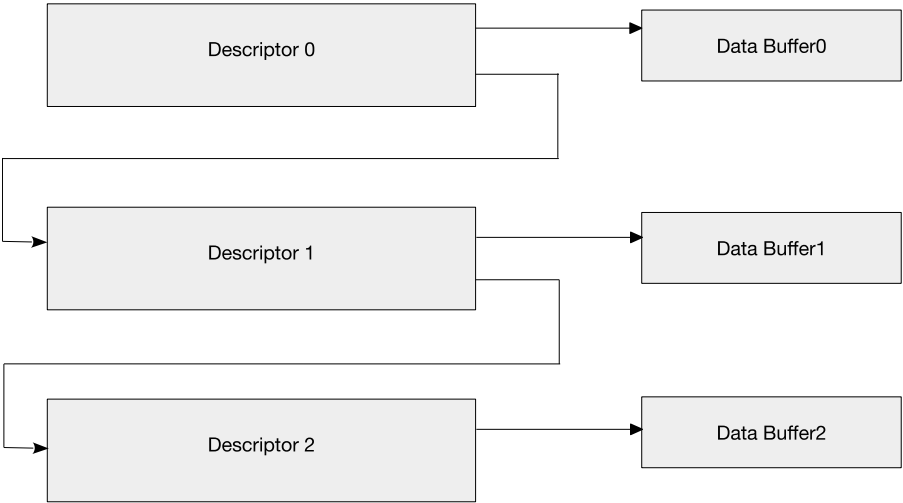 Descriptor 0
Data Buffer0
Descriptor 1
Data Buffer1
Descriptor 2
Data Buffer2